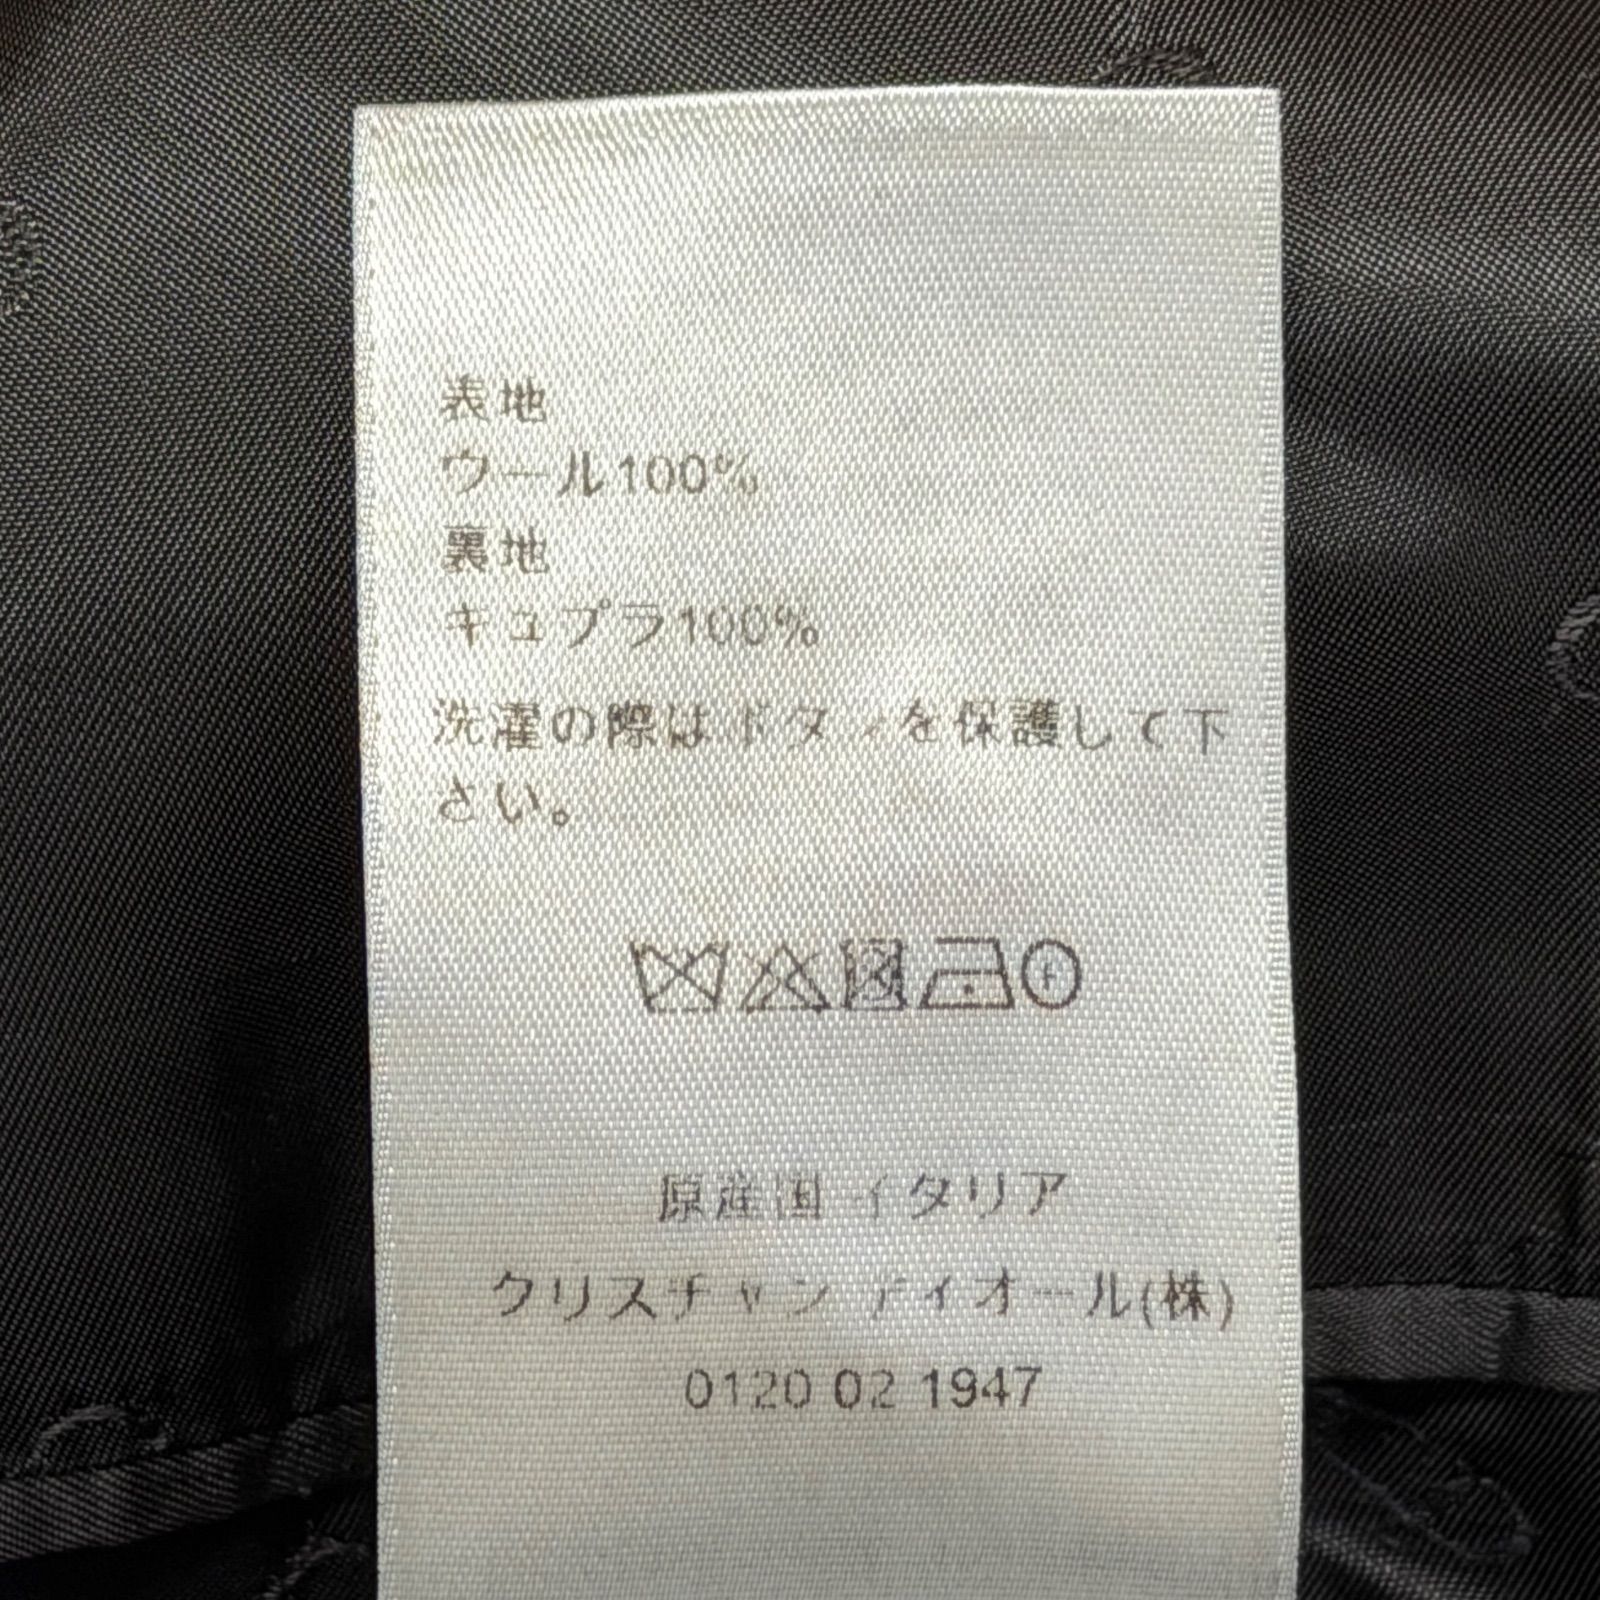 表地
ウール100%
裏地
キュプラ100%
洗濯の際はボタンを保護して下
さい。
原産国 イタリア
クリスチャン ディオール(株)
0120 02 1947